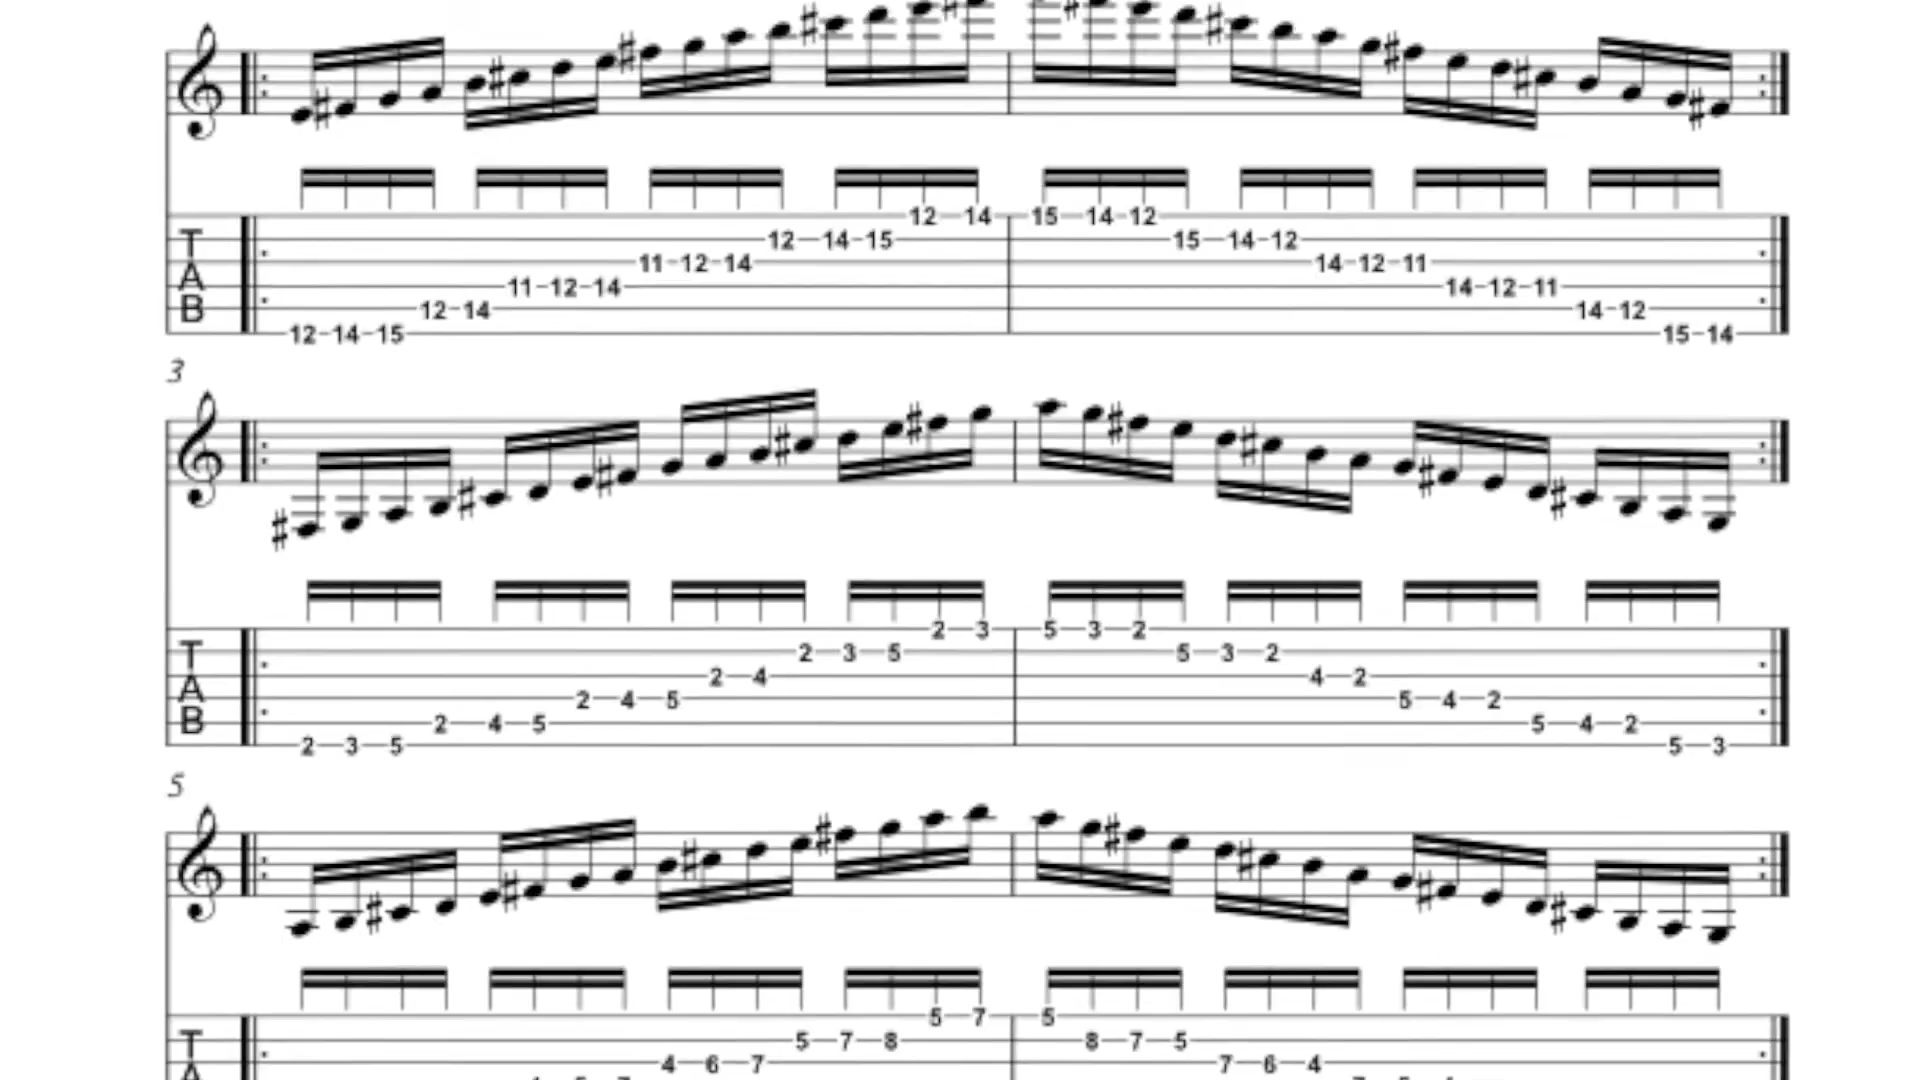 12 14
15 14 12
T 12 14 15
15 14 12
A 11 12 14
14 12 11
11 12 14
14 12 11
B 12 14
14 12
12 14 15
15 14
3
2 3
5 3 2
T 2 3 5
5 3 2
A 2 4
4 2
2 4 5
5 4 2
B 2 4 5
5 4 2
2 3 5
5 3
5
5 7
5
T 5 7 8
8 7 5
4 6 7
7 6 4